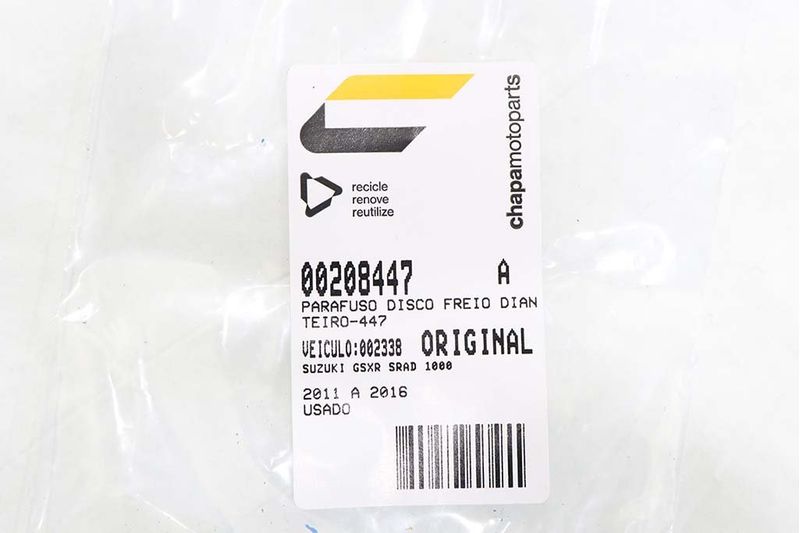 chapamotoparts
recicle
renove
reutilize
00208447 A
PARAFUSO DISCO FREIO DIAN
TEIRO-447
VEICULO:002338 ORIGINAL
SUZUKI GSXR SRAD 1000
2011 A 2016
USADO